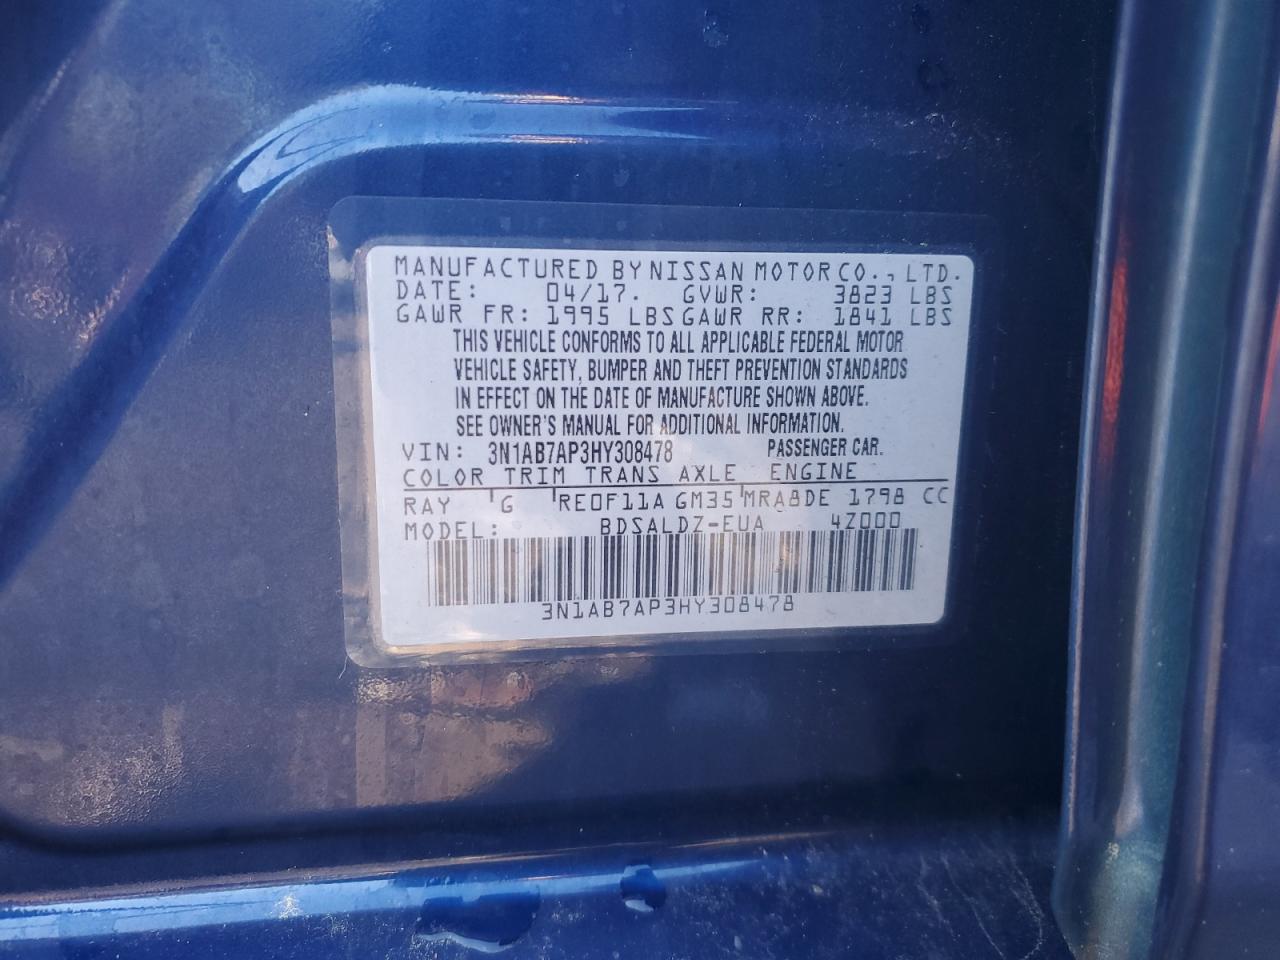 MANUFACTURED BY NISSAN MOTOR CO., LTD.
DATE: 04/17. GVWR: 3823 LBS
GAWR FR: 1995 LBS GAWR RR: 1841 LBS
THIS VEHICLE CONFORMS TO ALL APPLICABLE FEDERAL MOTOR
VEHICLE SAFETY, BUMPER AND THEFT PREVENTION STANDARDS
IN EFFECT ON THE DATE OF MANUFACTURE SHOWN ABOVE.
SEE OWNER'S MANUAL FOR ADDITIONAL INFORMATION.
VIN: 3N1AB7AP3HY308478 PASSENGER CAR.
COLOR TRIM TRANS AXLE ENGINE
RAY G RE0F11A GM35 MRA8DE 1798 CC
MODEL: BDSALDZ-EUA 4Z000
3N1AB7AP3HY308478